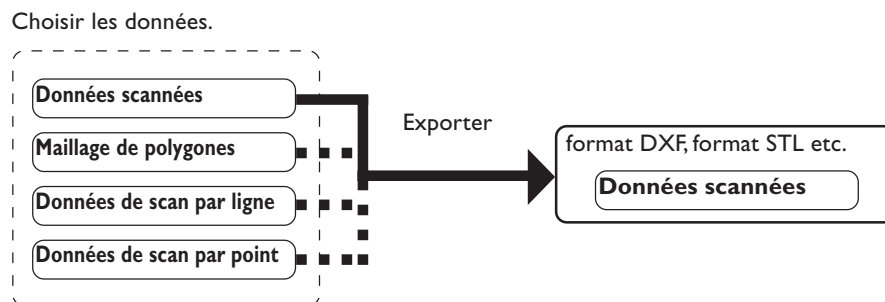 Choisir les données.
Données scannées
Maillage de polygones
Données de scan par ligne
Données de scan par point
Exporter
format DXF, format STL etc.
Données scannées